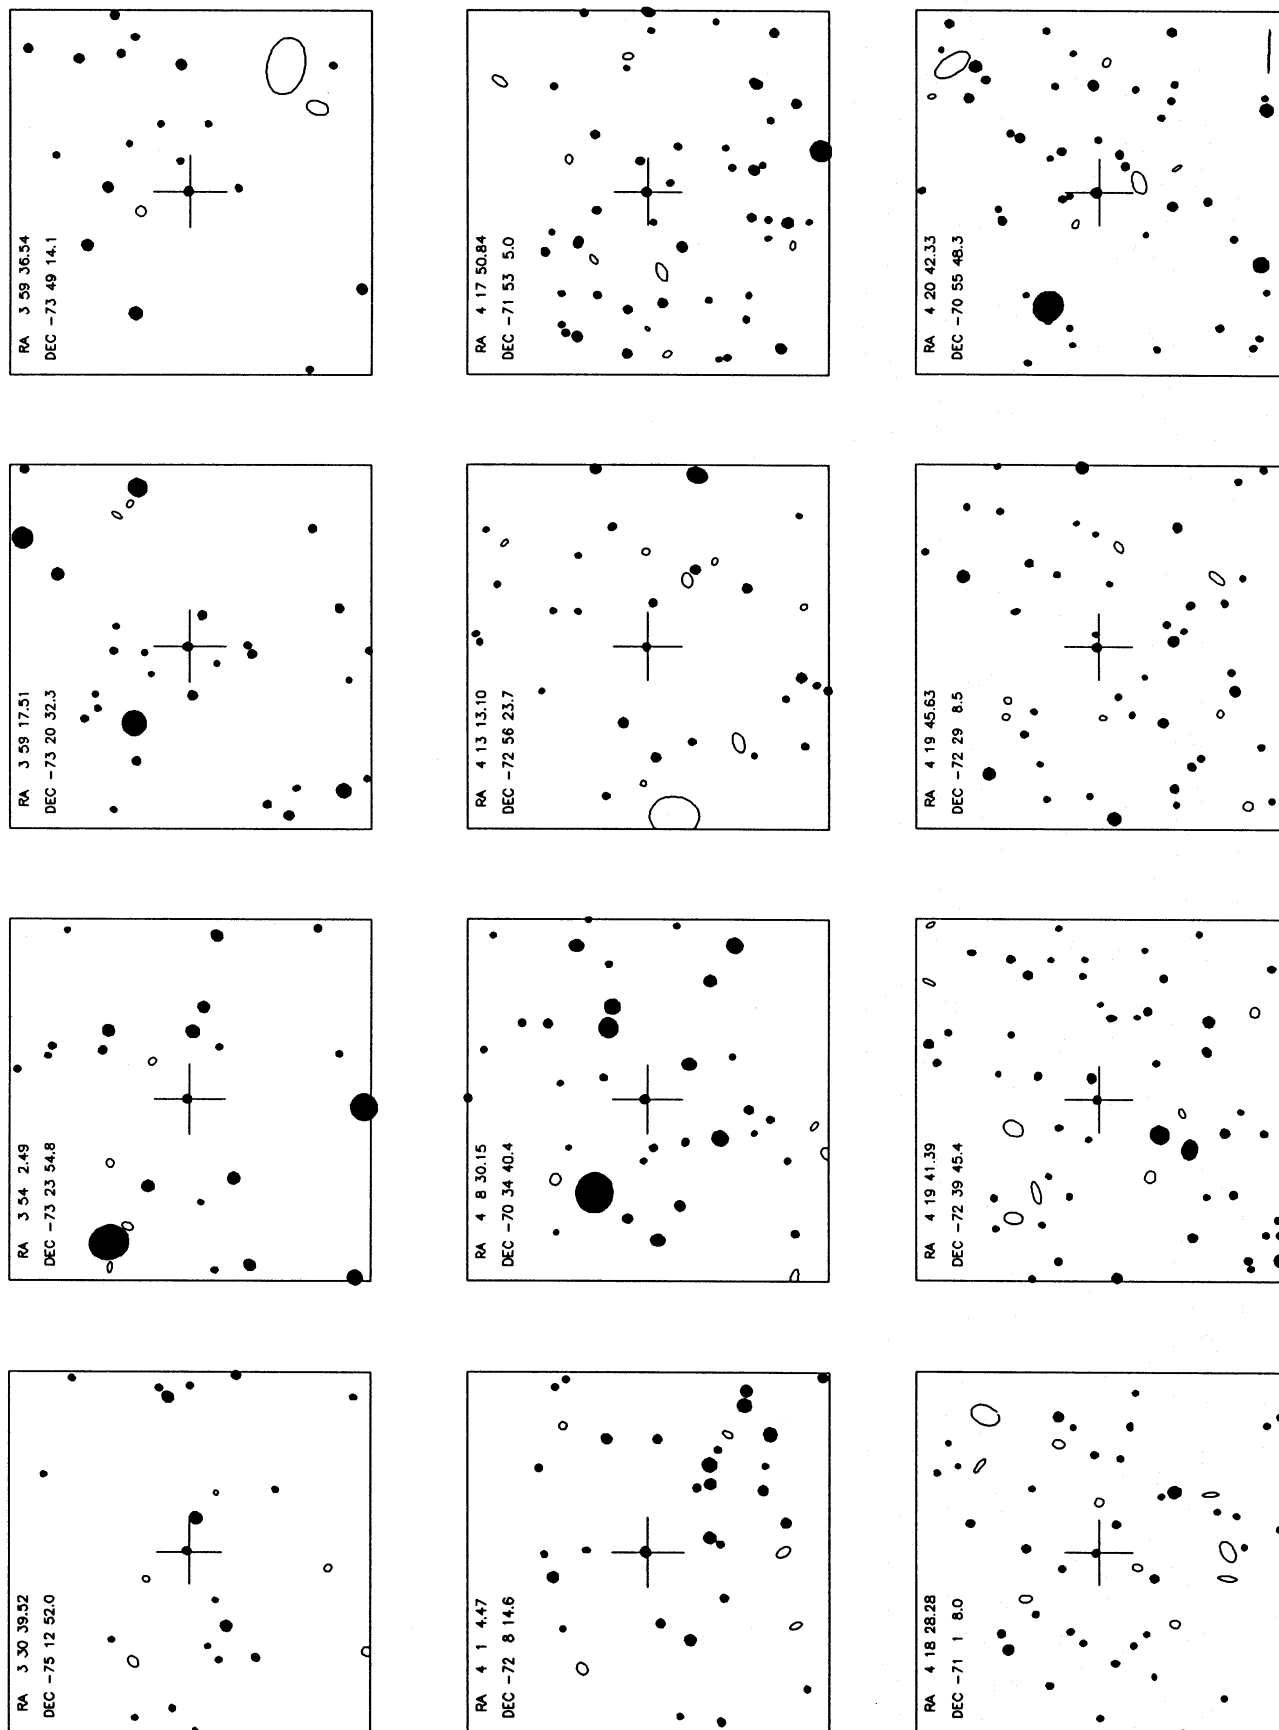 RA 3 30 39.52
DEC -75 12 52.0
RA 3 54 2.49
DEC -73 23 54.8
RA 3 59 17.51
DEC -73 20 32.3
RA 3 59 36.54
DEC -73 49 14.1
RA 4 1 4.47
DEC -72 8 14.6
RA 4 8 30.15
DEC -70 34 40.4
RA 4 13 13.10
DEC -72 56 23.7
RA 4 17 50.84
DEC -71 53 5.0
RA 4 18 28.28
DEC -71 1 8.0
RA 4 19 41.39
DEC -72 39 45.4
RA 4 19 45.63
DEC -72 29 8.5
RA 4 20 42.33
DEC -70 55 48.3